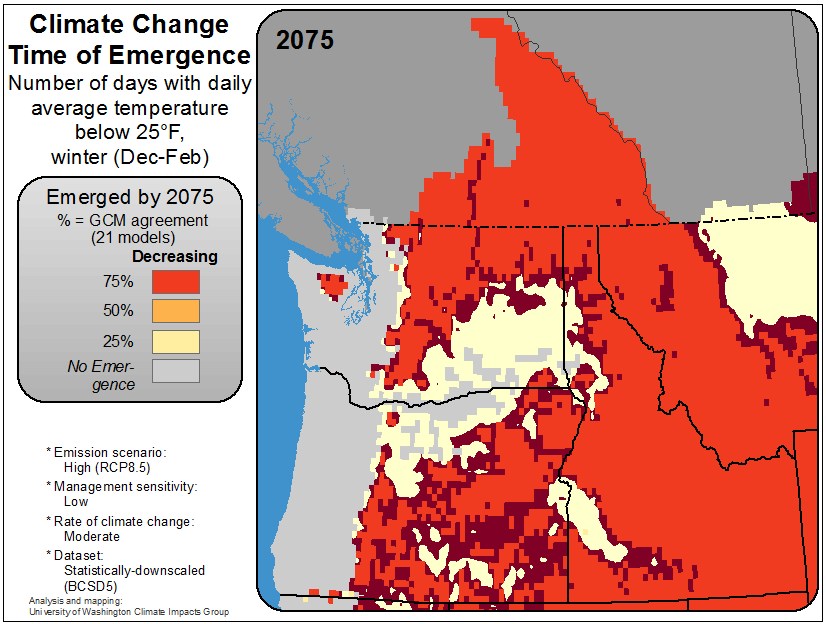 Climate Change
Time of Emergence
Number of days with daily
average temperature
below 25°F,
winter (Dec-Feb)
2075
Emerged by 2075
% = GCM agreement
(21 models)
Decreasing
75%
50%
25%
No Emer-
gence
* Emission scenario:
High (RCP8.5)
* Management sensitivity:
Low
* Rate of climate change:
Moderate
* Dataset:
Statistically-downscaled
(BCSD5)
Analysis and mapping:
University of Washington Climate Impacts Group